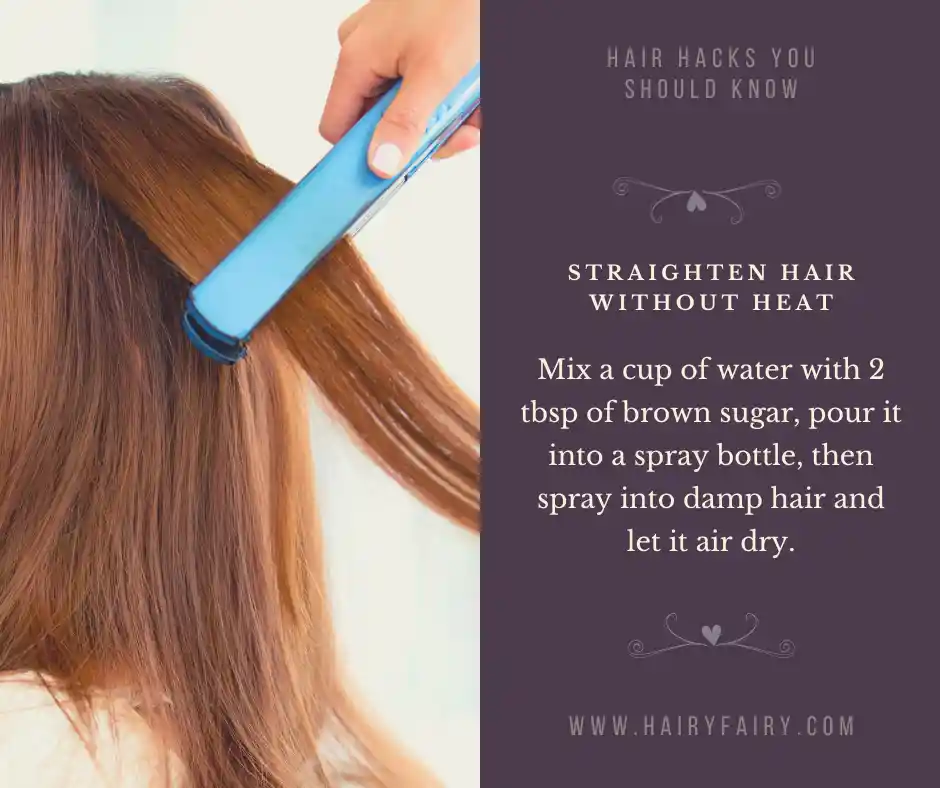 HAIR HACKS YOU
SHOULD KNOW
STRAIGHTEN HAIR
WITHOUT HEAT
Mix a cup of water with 2
tbsp of brown sugar, pour it
into a spray bottle, then
spray into damp hair and
let it air dry.
WWW.HAIRYFAIRY.COM